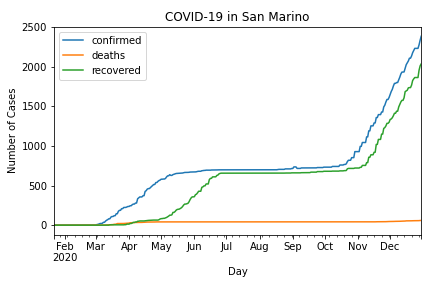 COVID-19 in San Marino
2500
2000
1500
1000
500
0
Number of Cases
confirmed
deaths
recovered
Feb Mar Apr May Jun Jul Aug Sep Oct Nov Dec
2020
Day